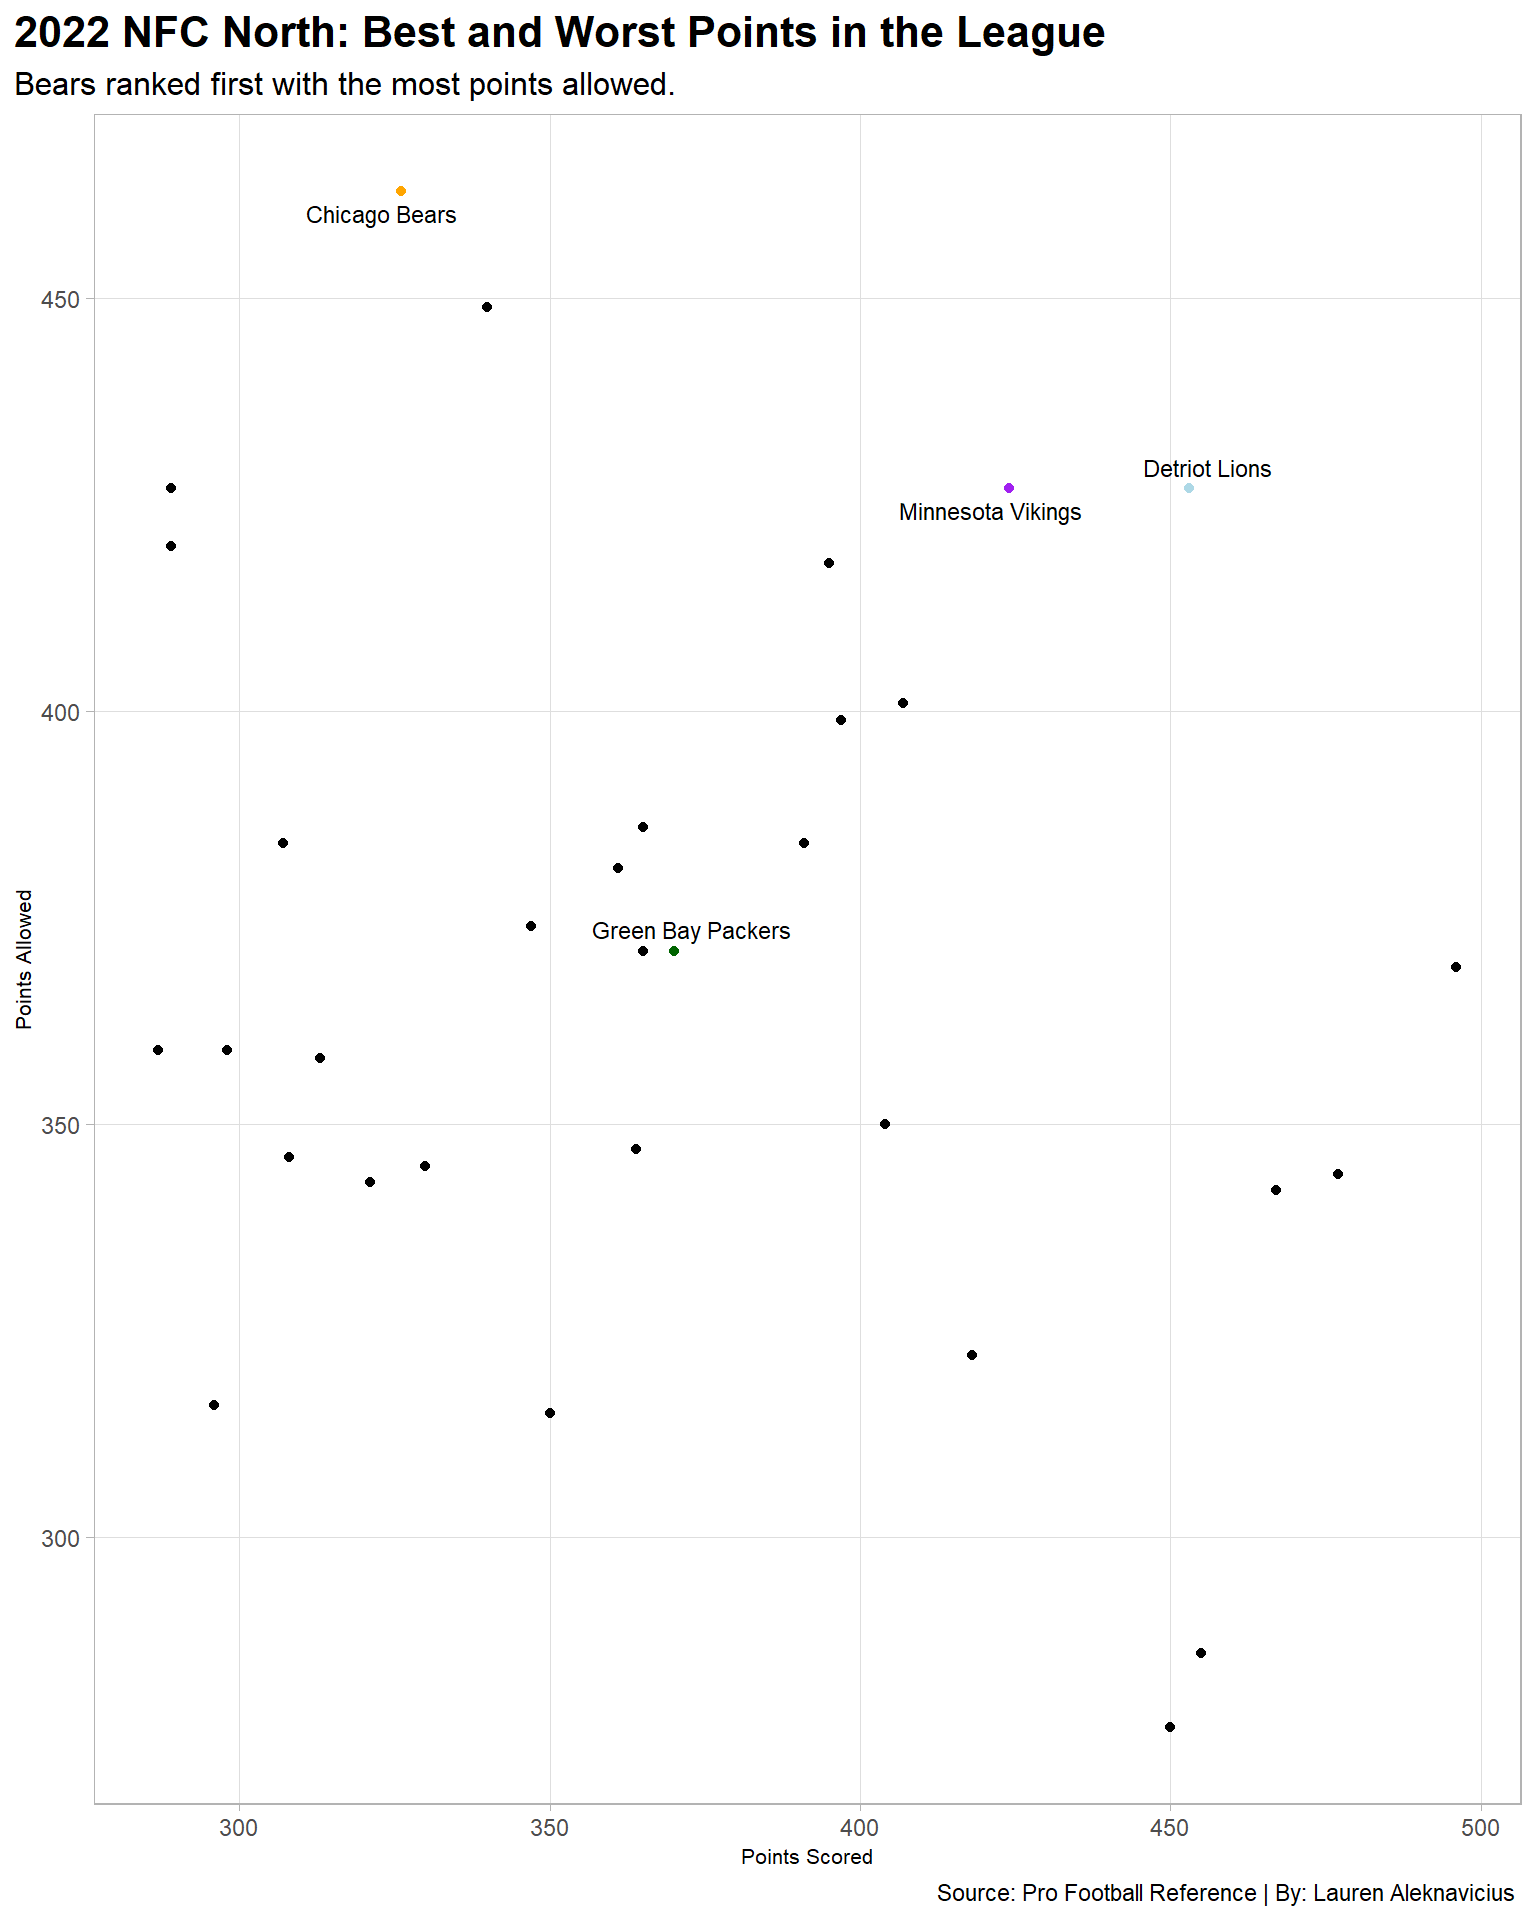 2022 NFC North: Best and Worst Points in the League
Bears ranked first with the most points allowed.
Chicago Bears
450
Detriot Lions
Minnesota Vikings
400
Points Allowed
Green Bay Packers
350
300
300 350 400 450 500
Points Scored
Source: Pro Football Reference | By: Lauren Aleknavicius